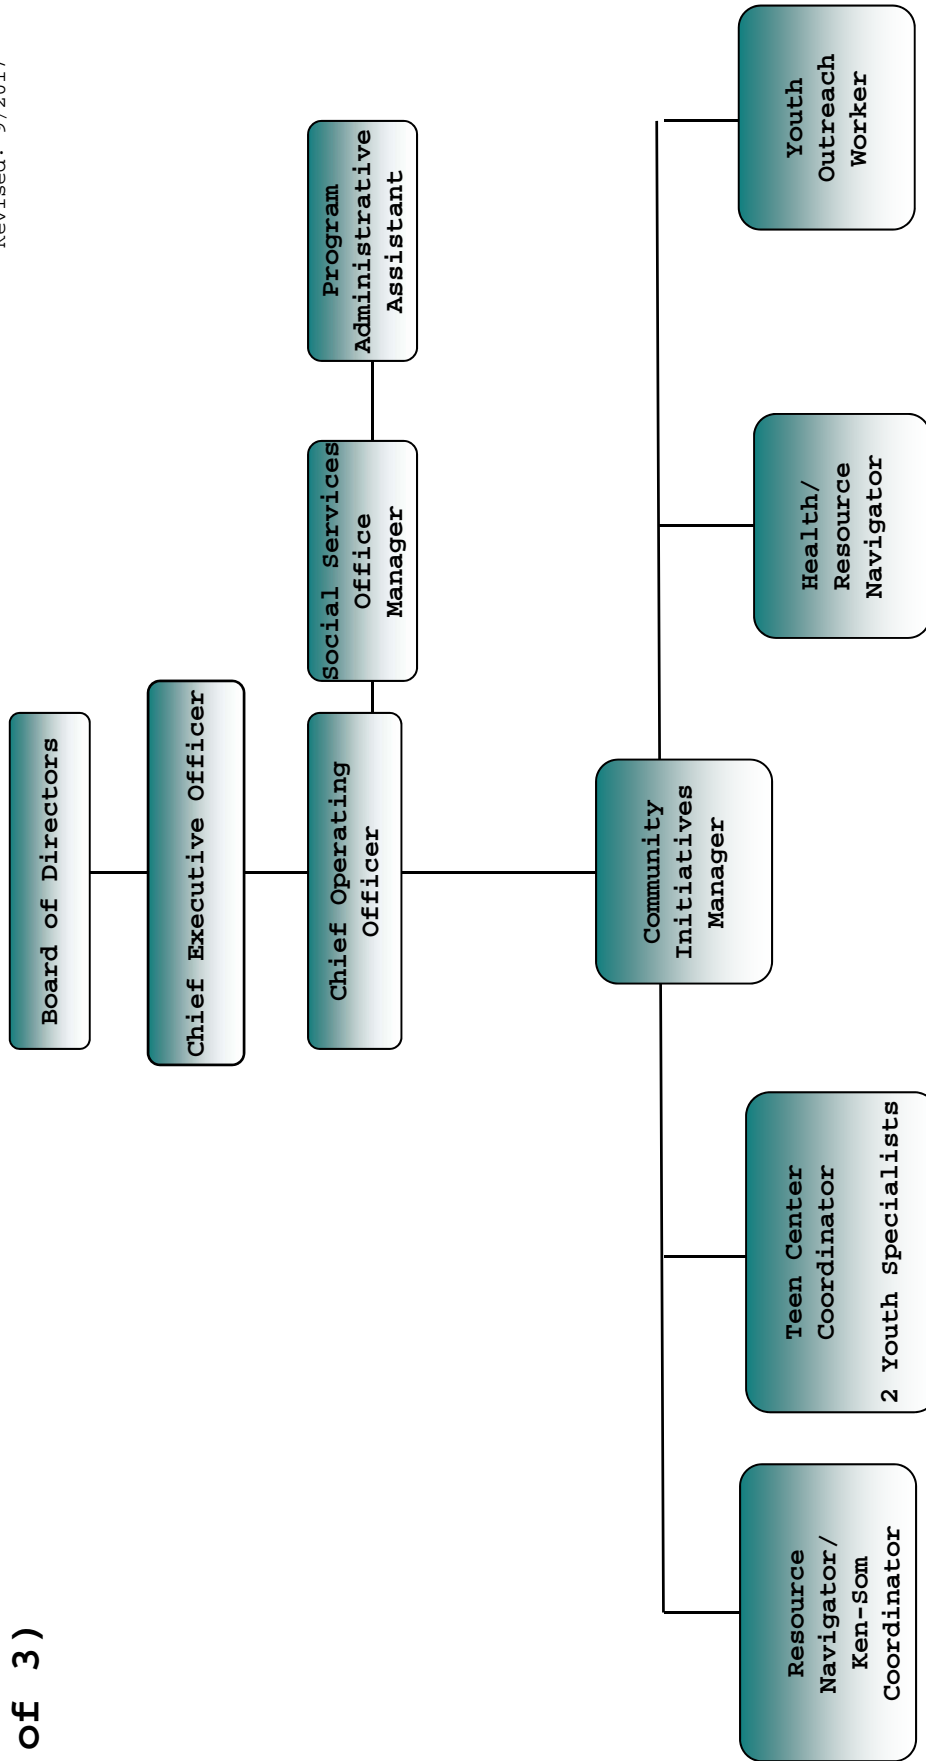 of 3)
Board of Directors
Chief Executive Officer
Chief Operating
Officer
Social Services
Office
Manager
Program
Administrative
Assistant
Community
Initiatives
Manager
Resource
Navigator/
Ken-Som
Coordinator
Teen Center
Coordinator
2 Youth Specialists
Health/
Resource
Navigator
Youth
Outreach
Worker